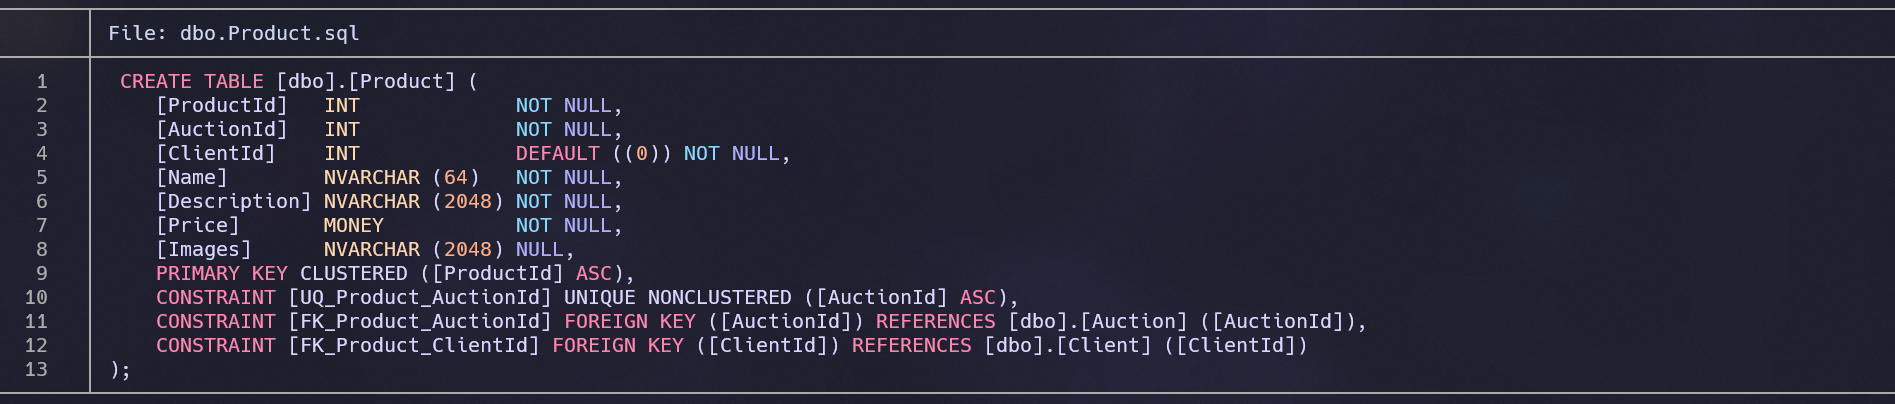 File: dbo.Product.sql
1 CREATE TABLE [dbo].[Product] (
2 [ProductId] INT NOT NULL,
3 [AuctionId] INT NOT NULL,
4 [ClientId] INT DEFAULT ((0)) NOT NULL,
5 [Name] NVARCHAR (64) NOT NULL,
6 [Description] NVARCHAR (2048) NOT NULL,
7 [Price] MONEY NOT NULL,
8 [Images] NVARCHAR (2048) NULL,
9 PRIMARY KEY CLUSTERED ([ProductId] ASC),
10 CONSTRAINT [UQ_Product_AuctionId] UNIQUE NONCLUSTERED ([AuctionId] ASC),
11 CONSTRAINT [FK_Product_AuctionId] FOREIGN KEY ([AuctionId]) REFERENCES [dbo].[Auction] ([AuctionId]),
12 CONSTRAINT [FK_Product_ClientId] FOREIGN KEY ([ClientId]) REFERENCES [dbo].[Client] ([ClientId])
13 );